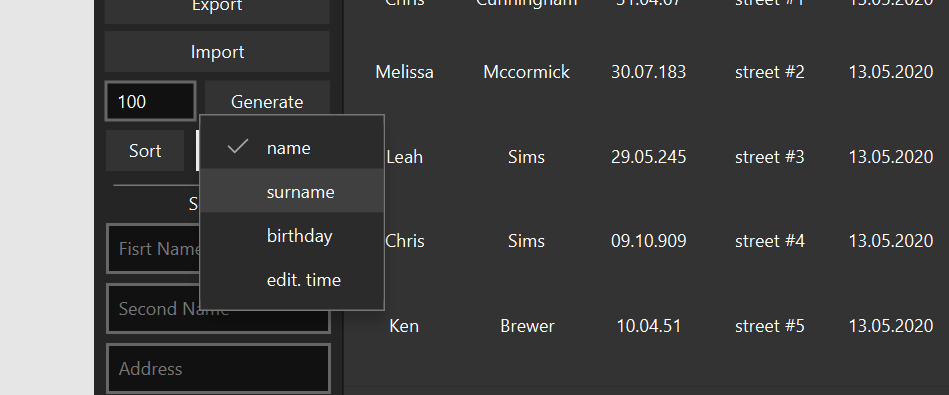 Export
Import
100
Generate
Sort
name
surname
birthday
edit. time
S
Fisrt Name
Second Name
Address
Chris Cunningham 31.04.67 street #1 13.05.2020
Melissa Mccormick 30.07.183 street #2 13.05.2020
Leah Sims 29.05.245 street #3 13.05.2020
Chris Sims 09.10.909 street #4 13.05.2020
Ken Brewer 10.04.51 street #5 13.05.2020